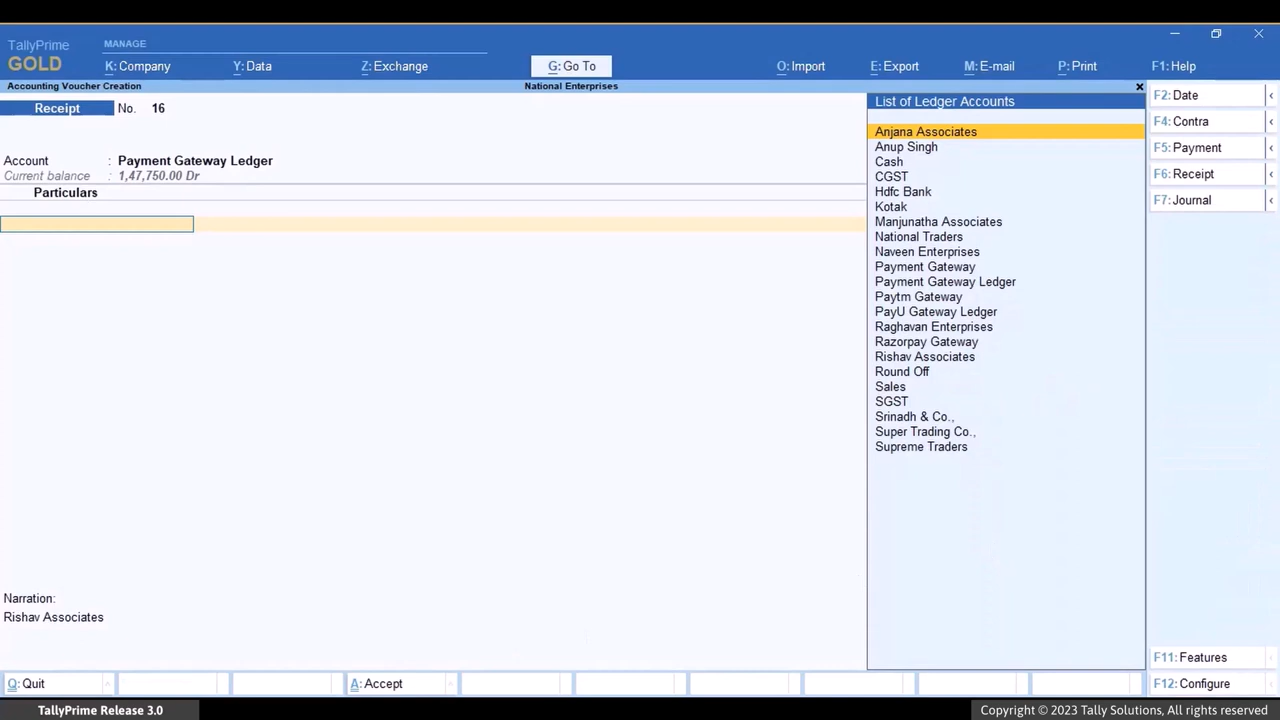 TallyPrime
GOLD
MANAGE
K: Company
Y: Data
Z: Exchange
G: Go To
O: Import
E: Export
M: E-mail
P: Print
F1: Help
Accounting Voucher Creation
National Enterprises
Receipt No. 16
Account : Payment Gateway Ledger
Current balance : 1,47,750.00 Dr
Particulars
Narration:
Rishav Associates
List of Ledger Accounts
Anjana Associates
Anup Singh
Cash
CGST
Hdfc Bank
Kotak
Manjunatha Associates
National Traders
Naveen Enterprises
Payment Gateway
Payment Gateway Ledger
Paytm Gateway
PayU Gateway Ledger
Raghavan Enterprises
Razorpay Gateway
Rishav Associates
Round Off
Sales
SGST
Srinadh & Co.,
Super Trading Co.,
Supreme Traders
F2: Date
F4: Contra
F5: Payment
F6: Receipt
F7: Journal
F11: Features
F12: Configure
Q: Quit
A: Accept
TallyPrime Release 3.0
Copyright © 2023 Tally Solutions, All rights reserved